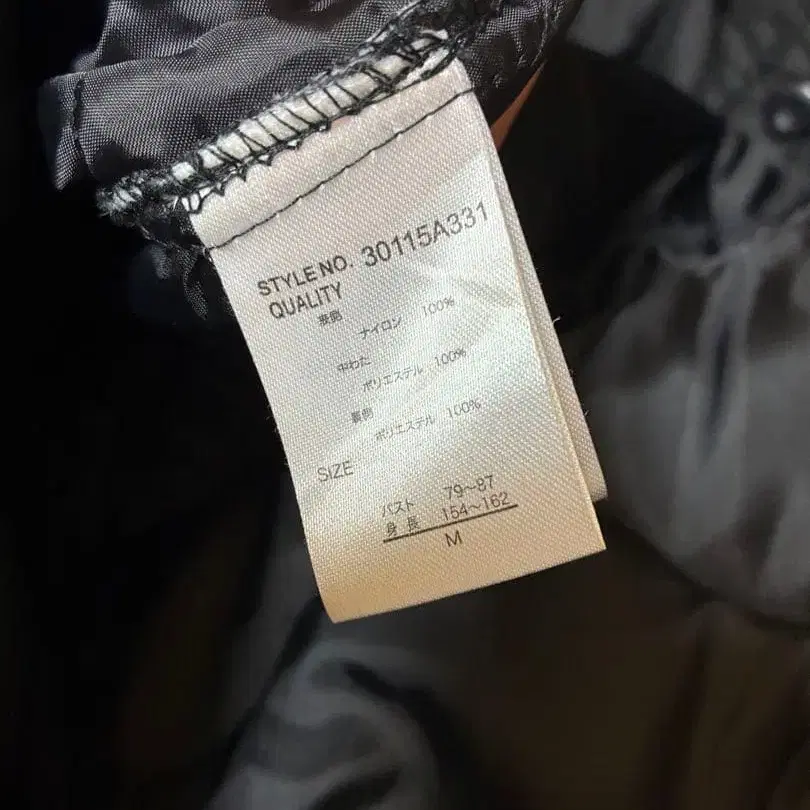 STYLE NO. 30115A331
QUALITY
表側
ナイロン 100%
中わた
ポリエステル 100%
裏側
ポリエステル 100%
SIZE
バスト 79~87
身長 154~162
M